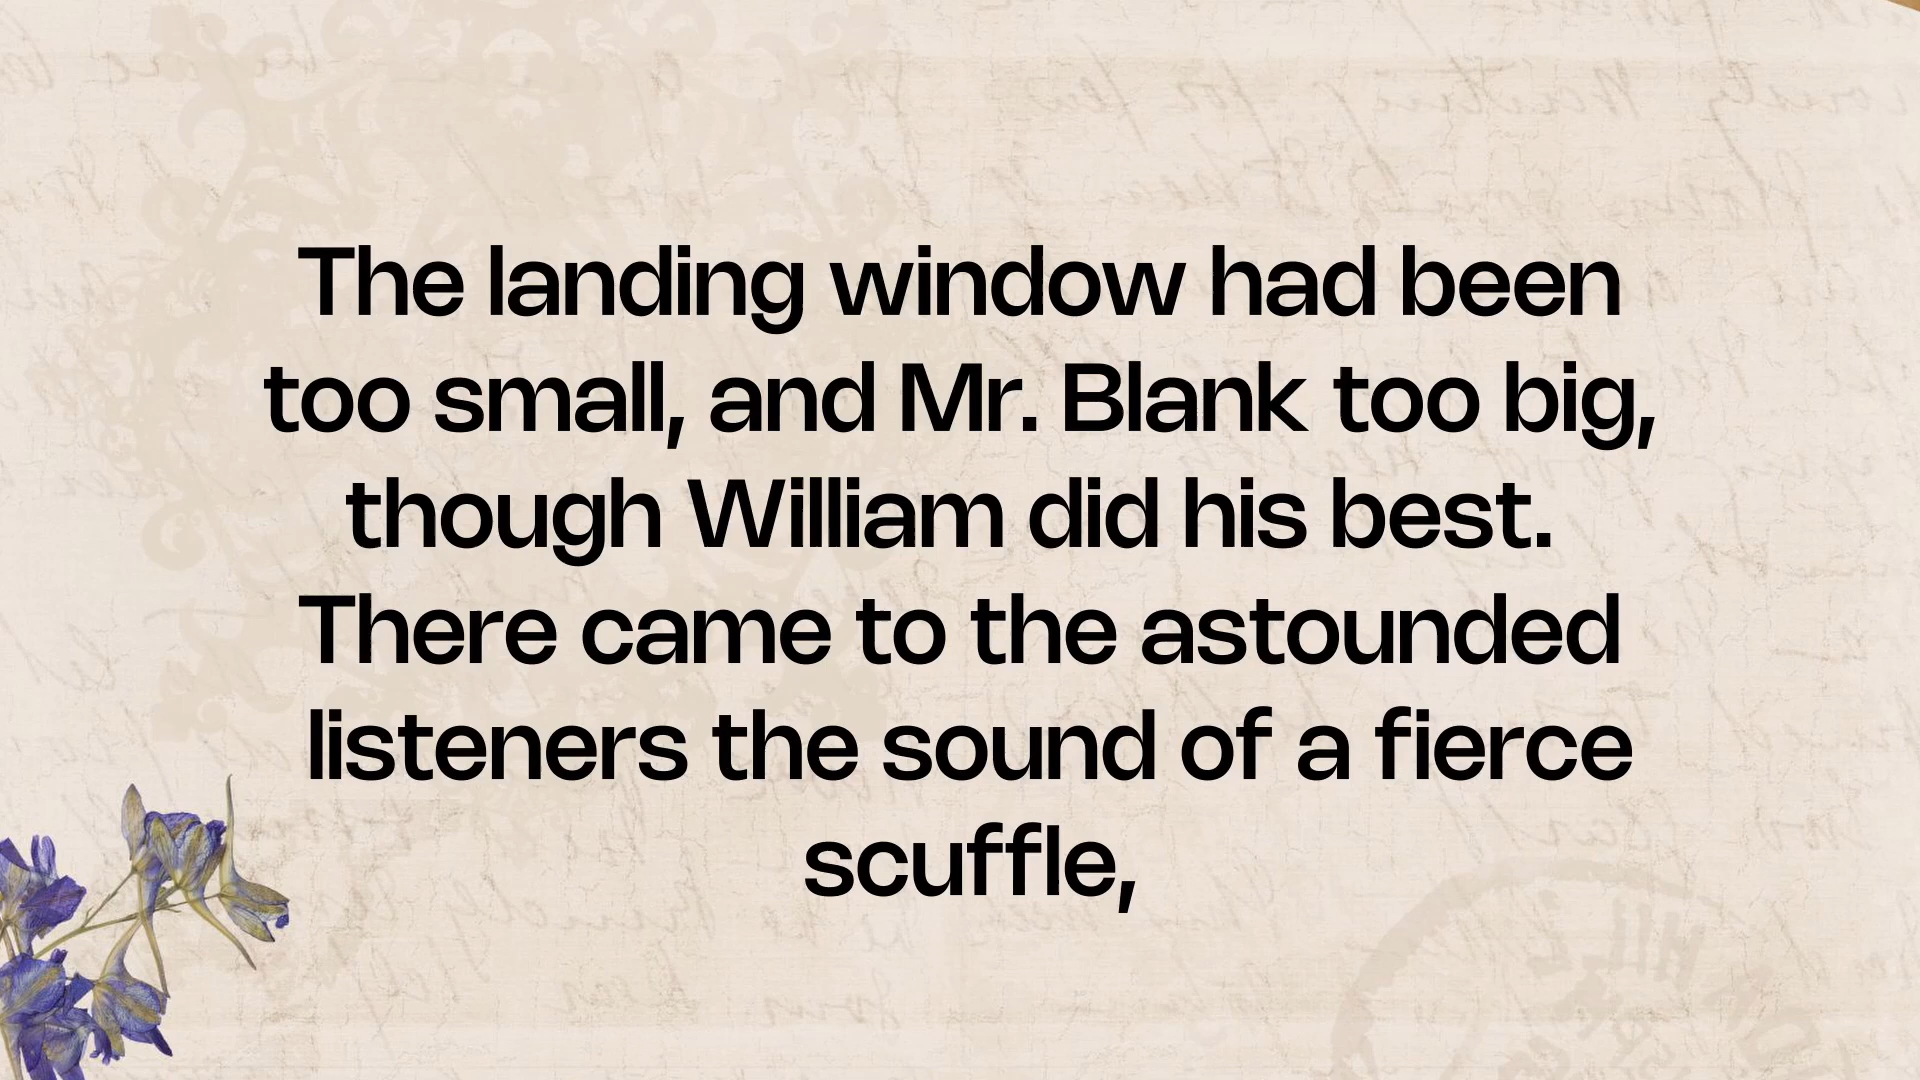 The landing window had been
too small, and Mr. Blank too big,
though William did his best.
There came to the astounded
listeners the sound of a fierce
scuffle,